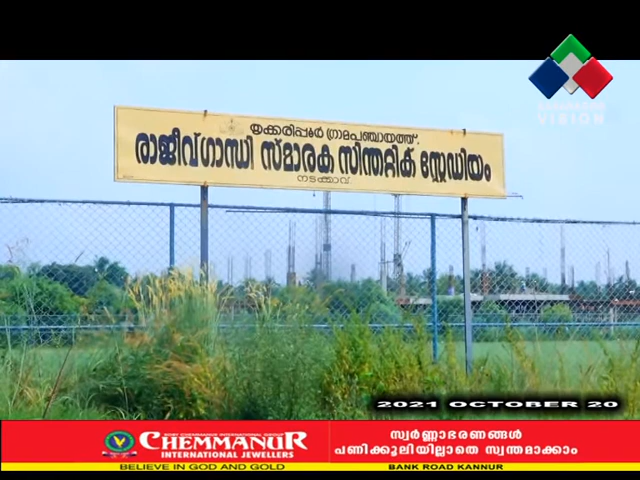 VISION
തൃക്കരിപ്പൂർ ഗ്രാമപഞ്ചായത്ത്.
രാജീവ്ഗാന്ധി സ്മാരക സിന്തറ്റിക് സ്റ്റേഡിയം
നടക്കാവ്
2021 OCTOBER 20
CHEMMANUR
INTERNATIONAL JEWELLERS
BELIEVE IN GOD AND GOLD
സ്വർണ്ണാഭരണങ്ങൾ
പണിക്കൂലിയില്ലാതെ സ്വന്തമാക്കാം
BANK ROAD KANNUR